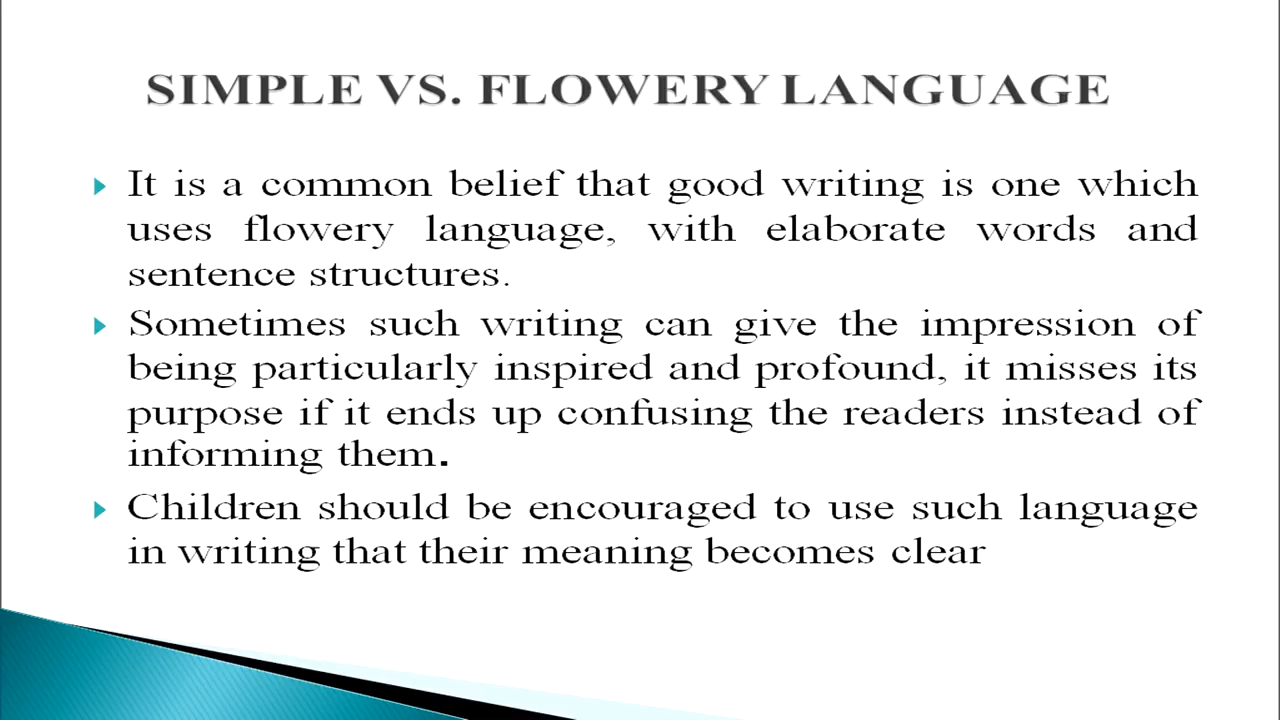 SIMPLE VS. FLOWERY LANGUAGE
It is a common belief that good writing is one which
uses flowery language, with elaborate words and
sentence structures.
Sometimes such writing can give the impression of
being particularly inspired and profound, it misses its
purpose if it ends up confusing the readers instead of
informing them.
Children should be encouraged to use such language
in writing that their meaning becomes clear